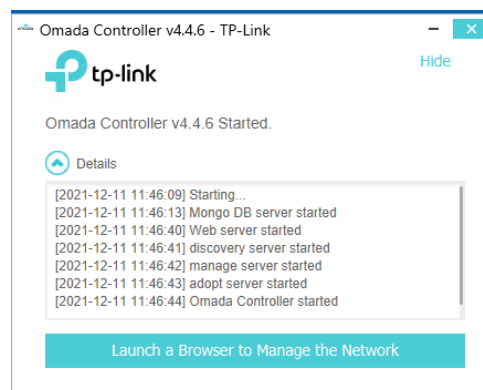 Omada Controller v4.4.6 - TP-Link
Hide
tp-link
Omada Controller v4.4.6 Started.
Details
[2021-12-11 11:46:09] Starting...
[2021-12-11 11:46:13] Mongo DB server started
[2021-12-11 11:46:40] Web server started
[2021-12-11 11:46:41] discovery server started
[2021-12-11 11:46:42] manage server started
[2021-12-11 11:46:43] adopt server started
[2021-12-11 11:46:44] Omada Controller started
Launch a Browser to Manage the Network